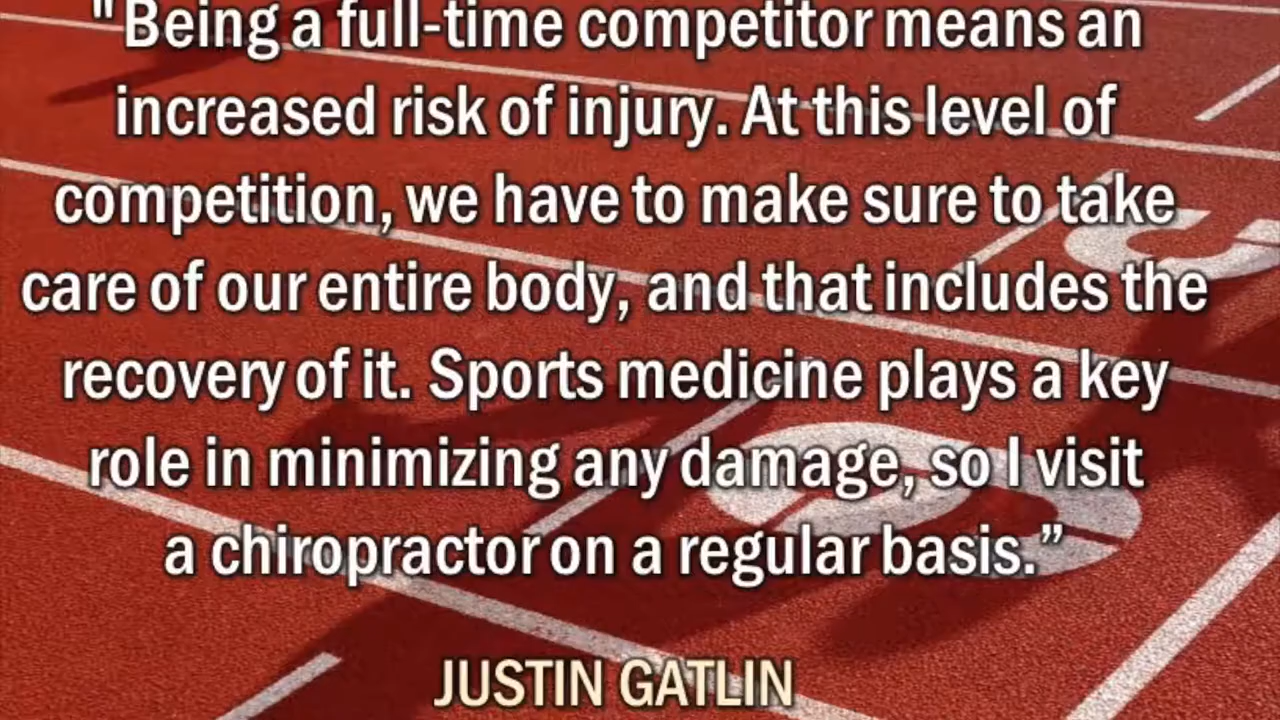 "Being a full-time competitor means an
increased risk of injury. At this level of
competition, we have to make sure to take
care of our entire body, and that includes the
recovery of it. Sports medicine plays a key
role in minimizing any damage, so I visit
a chiropractor on a regular basis.”
JUSTIN GATLIN